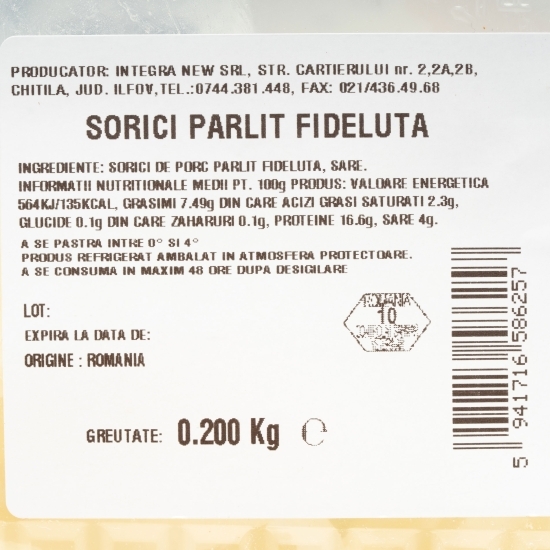 PRODUCATOR: INTEGRA NEW SRL, STR. CARTIERULUI nr. 2,2A,2B,
CHITILA, JUD. ILFOV,TEL.:0744.381.448, FAX: 021/436.49.68
SORICI PARLIT FIDELUTA
INGREDIENTE: SORICI DE PORC PARLIT FIDELUTA, SARE.
INFORMATII NUTRITIONALE MEDII PT. 100g PRODUS: VALOARE ENERGETICA
564KJ/135KCAL, GRASIMI 7.49g DIN CARE ACIZI GRASI SATURATI 2.3g,
GLUCIDE 0.1g DIN CARE ZAHARURI 0.1g, PROTEINE 16.6g, SARE 4g.
A SE PASTRA INTRE 0° SI 4°
PRODUS REFRIGERAT AMBALAT IN ATMOSFERA PROTECTOARE.
A SE CONSUMA IN MAXIM 48 ORE DUPA DESIGILARE
LOT:
EXPIRA LA DATA DE:
ORIGINE : ROMANIA
ROMANIA
10
GREUTATE: 0.200 Kg ℮
5 941716 586257